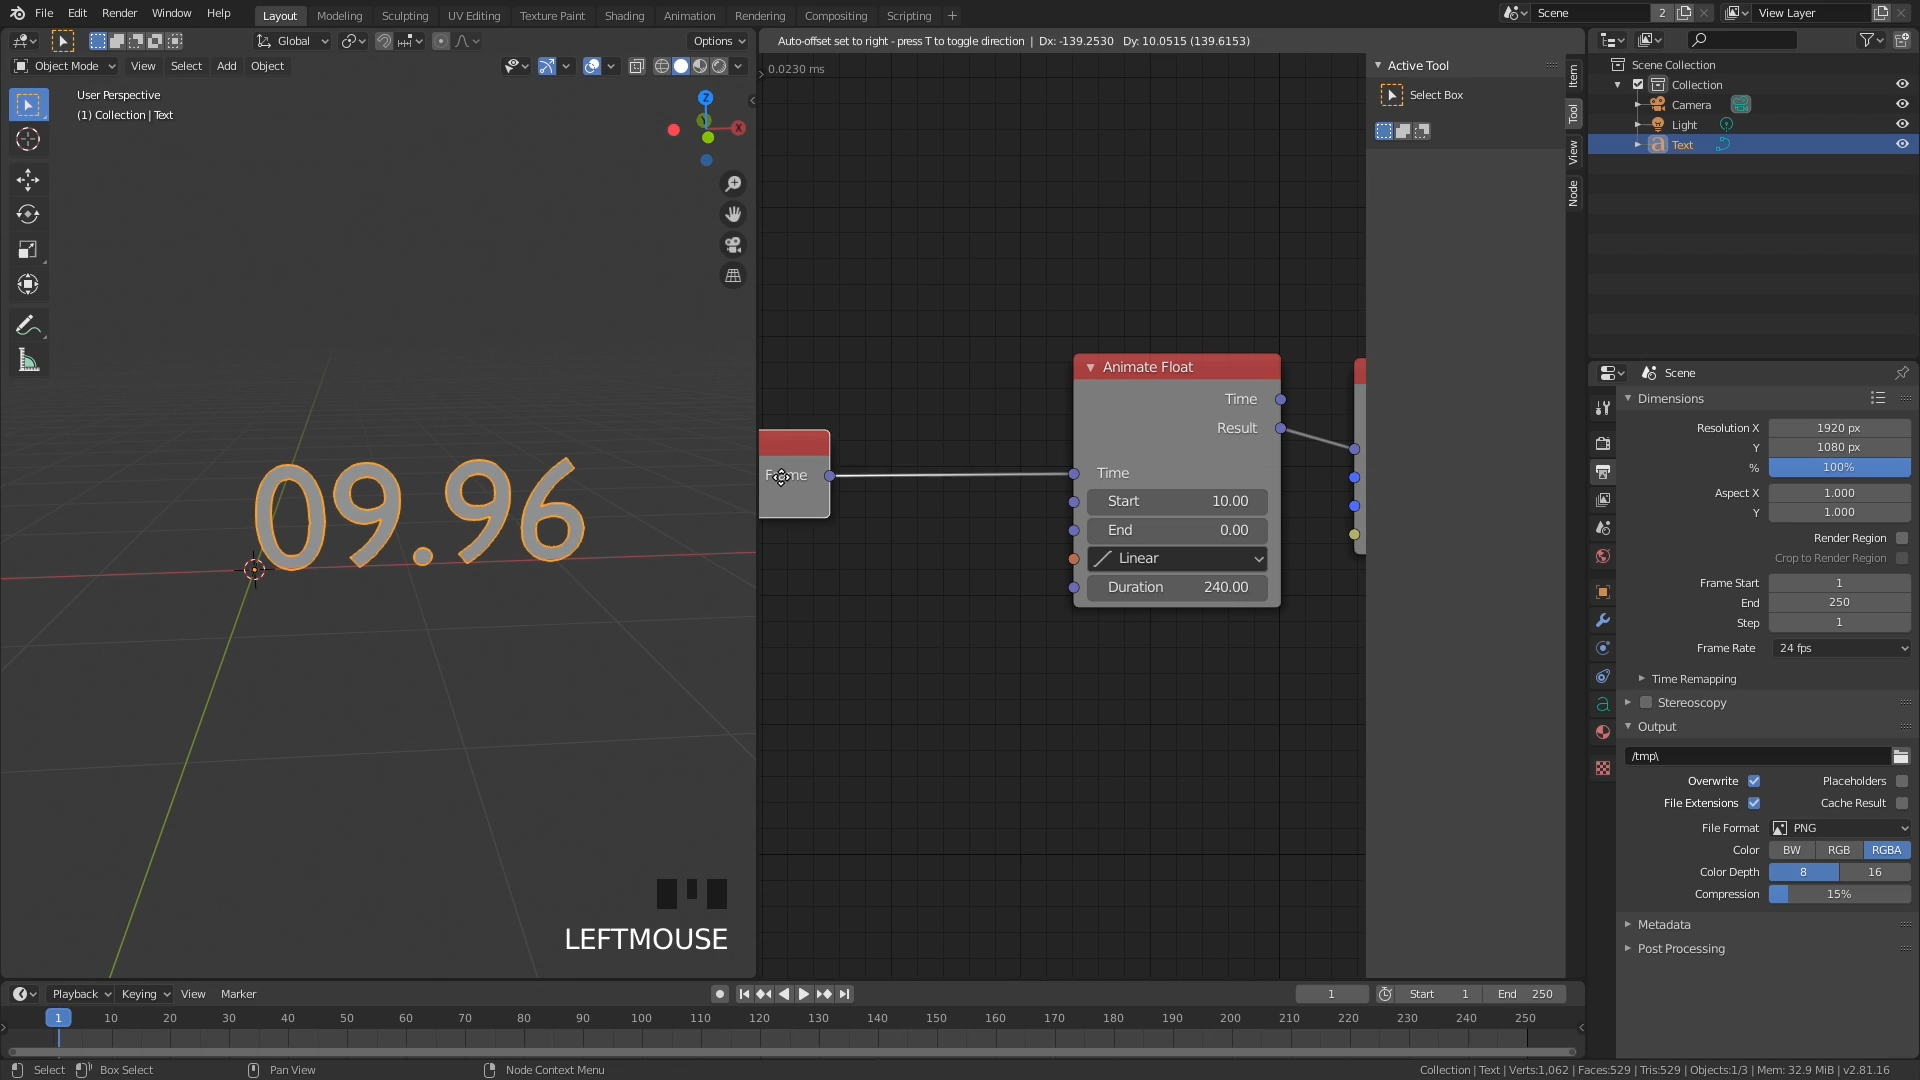 File Edit Render Window Help
Layout Modeling Sculpting UV Editing Texture Paint Shading Animation Rendering Compositing Scripting +
Scene 2 View Layer
Global Options
Auto-offset set to right - press T to toggle direction | Dx: -139.2530 Dy: 10.0515 (139.6153)
Object Mode View Select Add Object
User Perspective
(1) Collection | Text
Z
Y
X
09.96
LEFTMOUSE
0.0230 ms
Frame
Animate Float
Time
Result
Time
Start 10.00
End 0.00
Linear
Duration 240.00
Active Tool
Select Box
Item
Tool
View
Node
Scene Collection
Collection
Camera
Light
Text
Scene
Dimensions
Resolution X 1920 px
Y 1080 px
% 100%
Aspect X 1.000
Y 1.000
Render Region
Crop to Render Region
Frame Start 1
End 250
Step 1
Frame Rate 24 fps
Time Remapping
Stereoscopy
Output
/tmp\
Overwrite Placeholders
File Extensions Cache Result
File Format PNG
Color BW RGB RGBA
Color Depth 8 16
Compression 15%
Metadata
Post Processing
Playback Keying View Marker
1 Start 1 End 250
1 10 20 30 40 50 60 70 80 90 100 110 120 130 140 150 160 170 180 190 200 210 220 230 240 250
Select Box Select Pan View Node Context Menu
Collection | Text | Verts:1,062 | Faces:529 | Tris:529 | Objects:1/3 | Mem: 32.9 MiB | v2.81.16